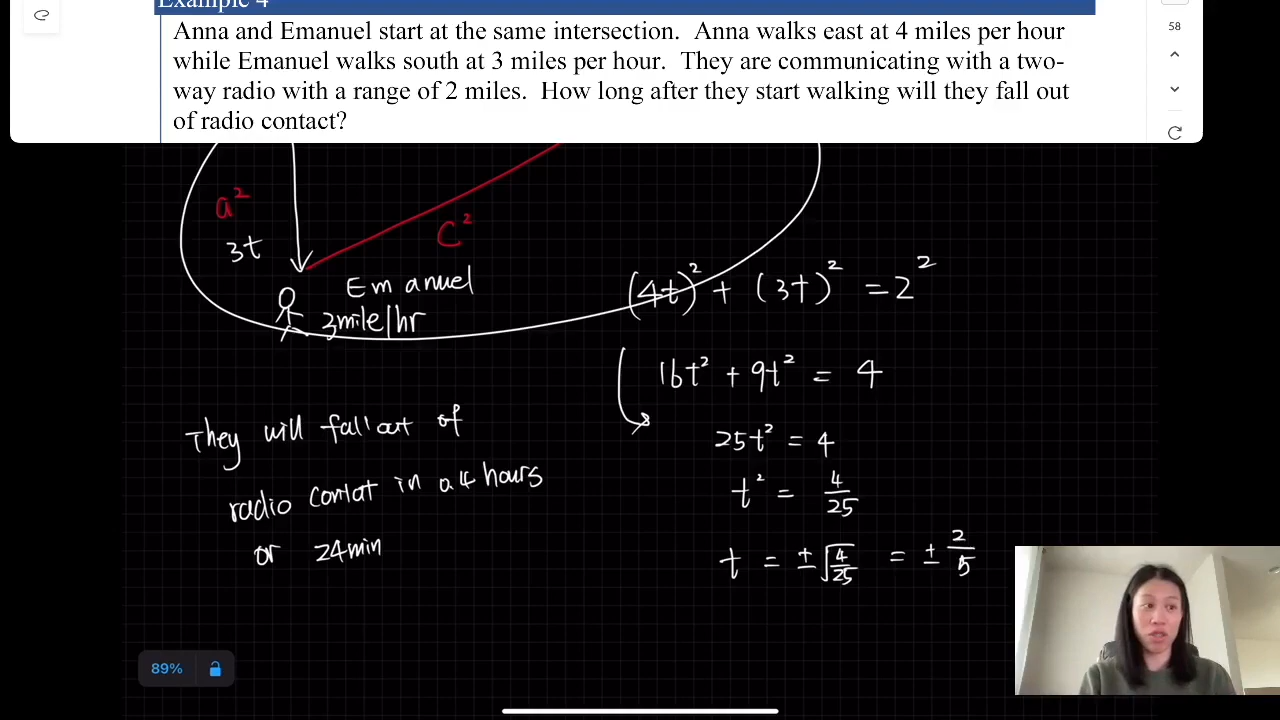 Example 4
Anna and Emanuel start at the same intersection. Anna walks east at 4 miles per hour
while Emanuel walks south at 3 miles per hour. They are communicating with a two-
way radio with a range of 2 miles. How long after they start walking will they fall out
of radio contact?
58
a²
3t
c²
Emanuel
3mile/hr
(4t)² + (3t)² = 2²
16t² + 9t² = 4
25t² = 4
t² = 4/25
t = ±√4/25 = ± 2/5
They will fall out of
radio contat in 0.4 hours
or 24min
89%